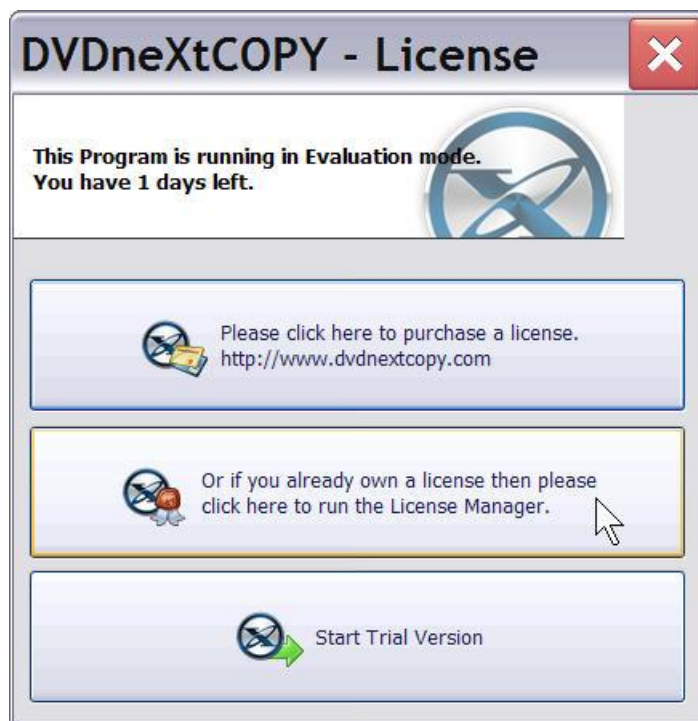 DVDneXtCOPY - License
This Program is running in Evaluation mode.
You have 1 days left.
Please click here to purchase a license.
http://www.dvdnextcopy.com
Or if you already own a license then please
click here to run the License Manager.
Start Trial Version